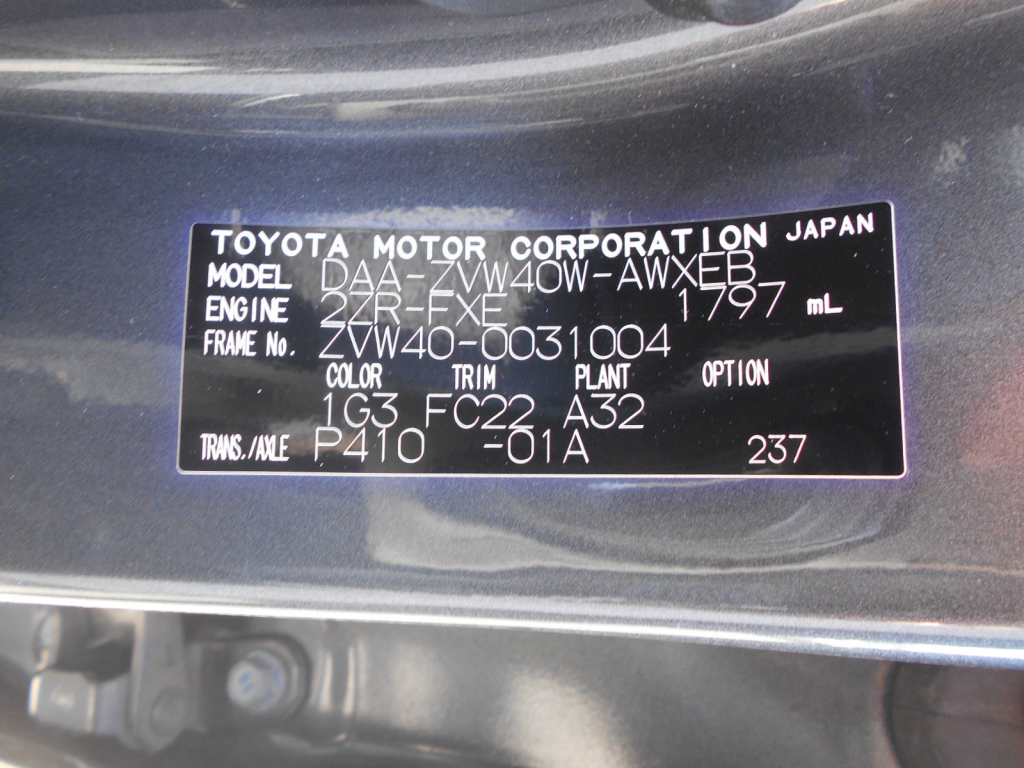 TOYOTA MOTOR CORPORATION JAPAN
MODEL DAA-ZVW40W-AWXEB
ENGINE 2ZR-FXE 1797 mL
FRAME No. ZVW40-0031004
COLOR TRIM PLANT OPTION
1G3 FC22 A32
TRANS./AXLE P410 -01A 237